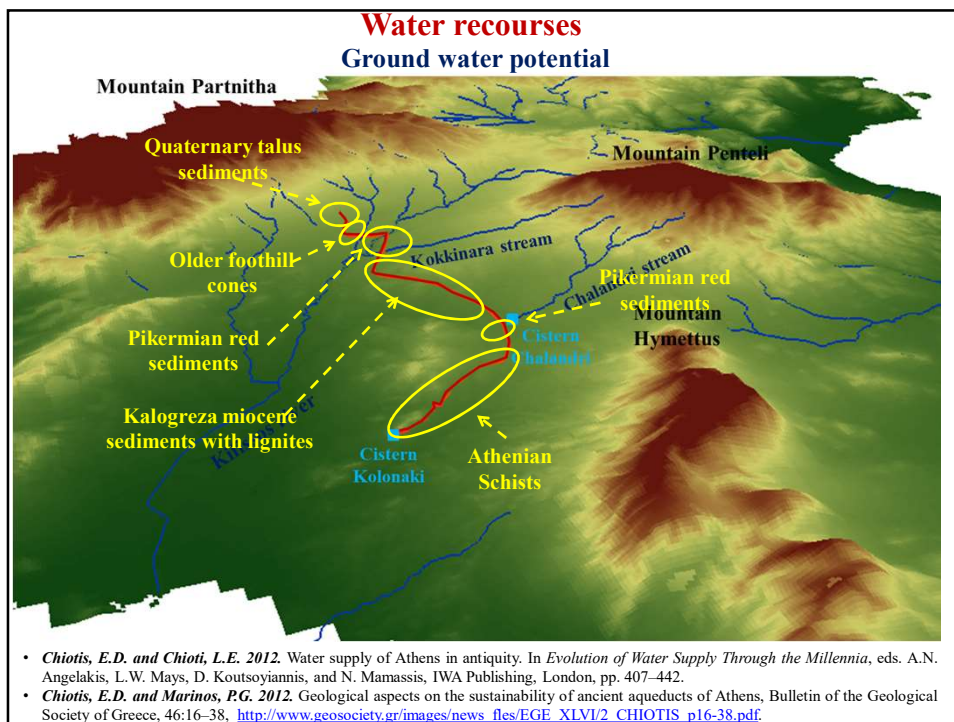 Water recourses
Ground water potential
Mountain Partnitha
Quaternary talus
sediments
Mountain Penteli
Older foothill
cones
Kokkinara stream
Chalandri stream
Pikermian red
sediments
Pikermian red
sediments
Mountain
Hymettus
Cistern
Chalandri
Kalogreza miocene
sediments with lignites
Kifissos river
Cistern
Kolonaki
Athenian
Schists
• Chiotis, E.D. and Chioti, L.E. 2012. Water supply of Athens in antiquity. In Evolution of Water Supply Through the Millennia, eds. A.N.
Angelakis, L.W. Mays, D. Koutsoyiannis, and N. Mamassis, IWA Publishing, London, pp. 407–442.
• Chiotis, E.D. and Marinos, P.G. 2012. Geological aspects on the sustainability of ancient aqueducts of Athens, Bulletin of the Geological
Society of Greece, 46:16–38, http://www.geosociety.gr/images/news_fles/EGE_XLVI/2_CHIOTIS_p16-38.pdf.